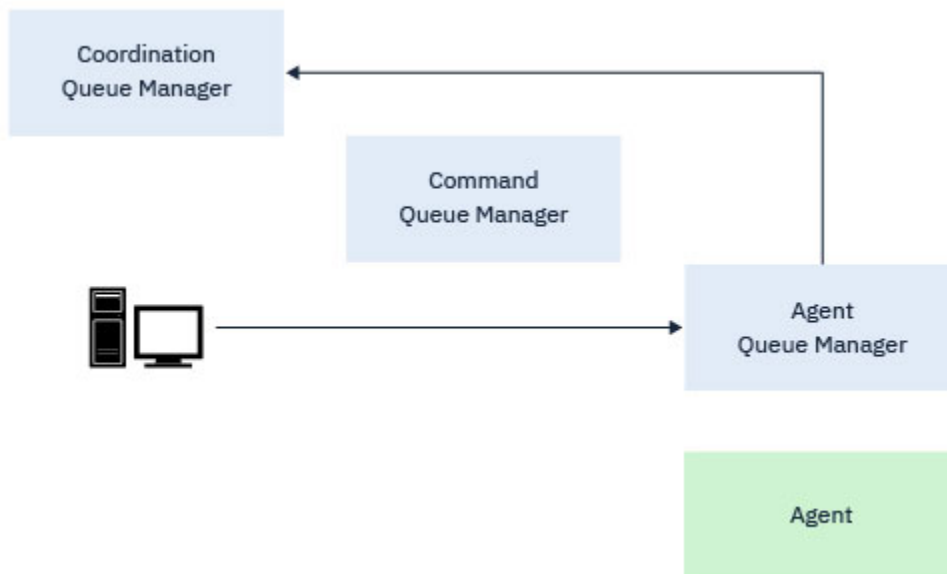 Coordination
Queue Manager
Command
Queue Manager
Agent
Queue Manager
Agent